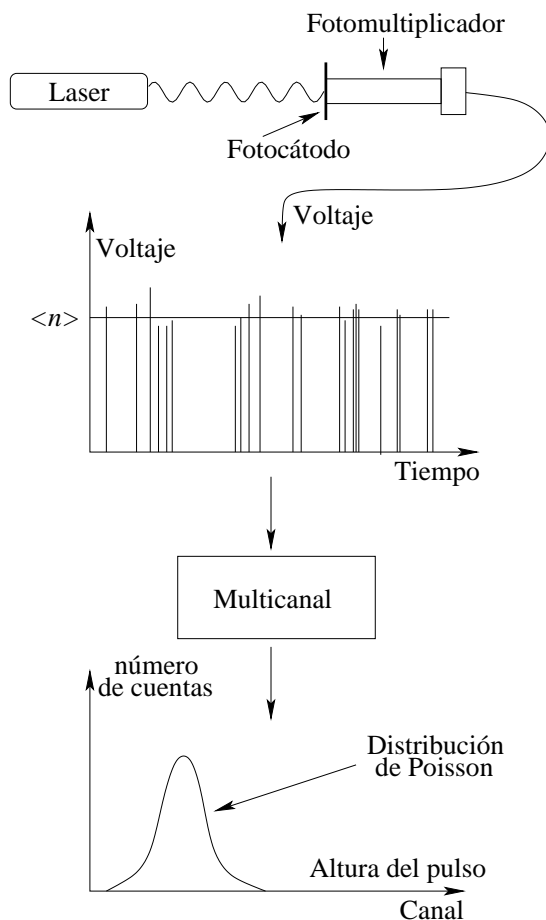 Fotomultiplicador
Laser
Fotocátodo
Voltaje
Voltaje
<n>
Tiempo
Multicanal
número
de cuentas
Distribución
de Poisson
Altura del pulso
Canal